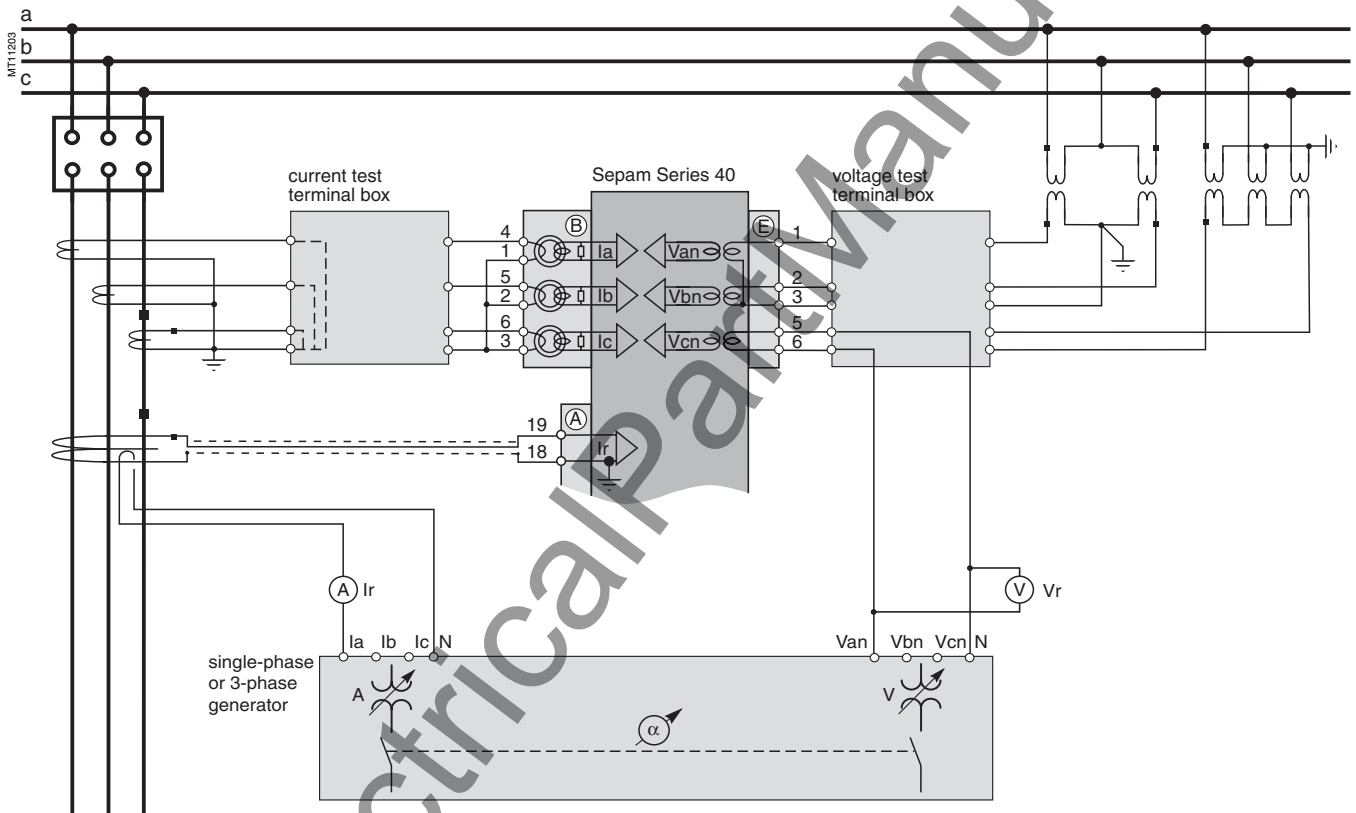 a
MT11203
b
c
current test
terminal box
Sepam Series 40
voltage test
terminal box
4
B
E
1
1
Ia
Van
5
2
2
Ib
Vbn
3
6
5
3
Ic
Vcn
6
19
A
18
Ir
A
Ir
V
Vr
Ia
Ib
Ic
N
Van
Vbn
Vcn
N
single-phase
or 3-phase
generator
A
V
α
ctricalPartManu